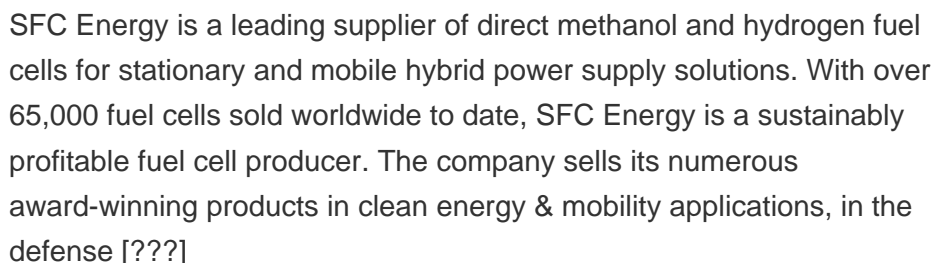 SFC Energy is a leading supplier of direct methanol and hydrogen fuel
cells for stationary and mobile hybrid power supply solutions. With over
65,000 fuel cells sold worldwide to date, SFC Energy is a sustainably
profitable fuel cell producer. The company sells its numerous
award-winning products in clean energy & mobility applications, in the
defense [???]